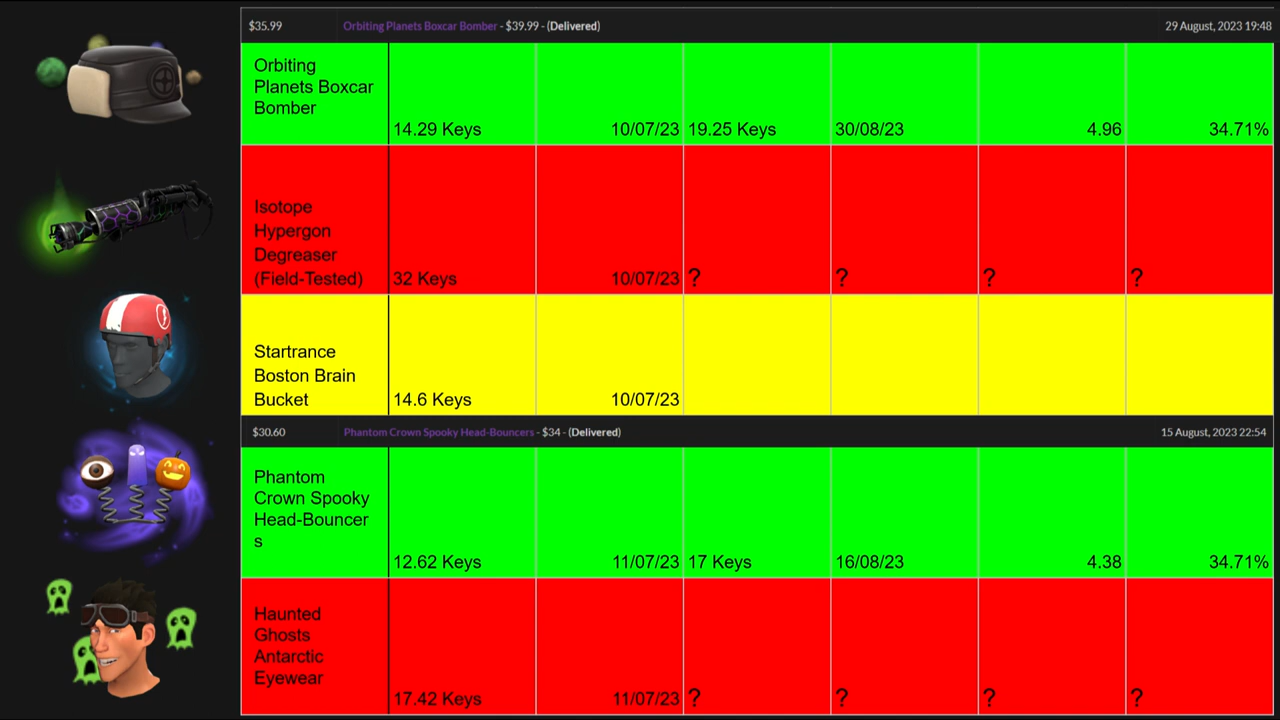 $35.99 Orbiting Planets Boxcar Bomber - $39.99 - (Delivered) 29 August, 2023 19:48
Orbiting
Planets Boxcar
Bomber
14.29 Keys 10/07/23 19.25 Keys 30/08/23 4.96 34.71%
Isotope
Hypergon
Degreaser
(Field-Tested) 32 Keys 10/07/23 ? ? ? ?
Startrance
Boston Brain
Bucket 14.6 Keys 10/07/23
$30.60 Phantom Crown Spooky Head-Bouncers - $34 - (Delivered) 15 August, 2023 22:54
Phantom
Crown Spooky
Head-Bouncer
s
12.62 Keys 11/07/23 17 Keys 16/08/23 4.38 34.71%
Haunted
Ghosts
Antarctic
Eyewear
17.42 Keys 11/07/23 ? ? ? ?